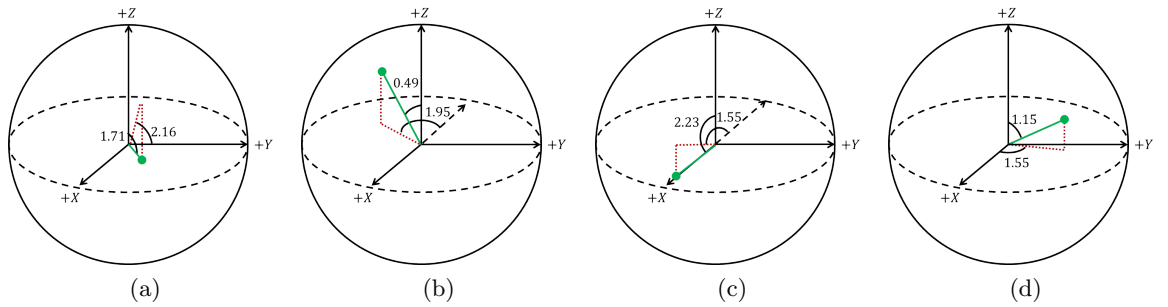 +Z
1.71
2.16
+Y
+X
(a)
+Z
0.49
1.95
+Y
+X
(b)
+Z
2.23
1.55
+Y
+X
(c)
+Z
1.15
1.55
+Y
+X
(d)